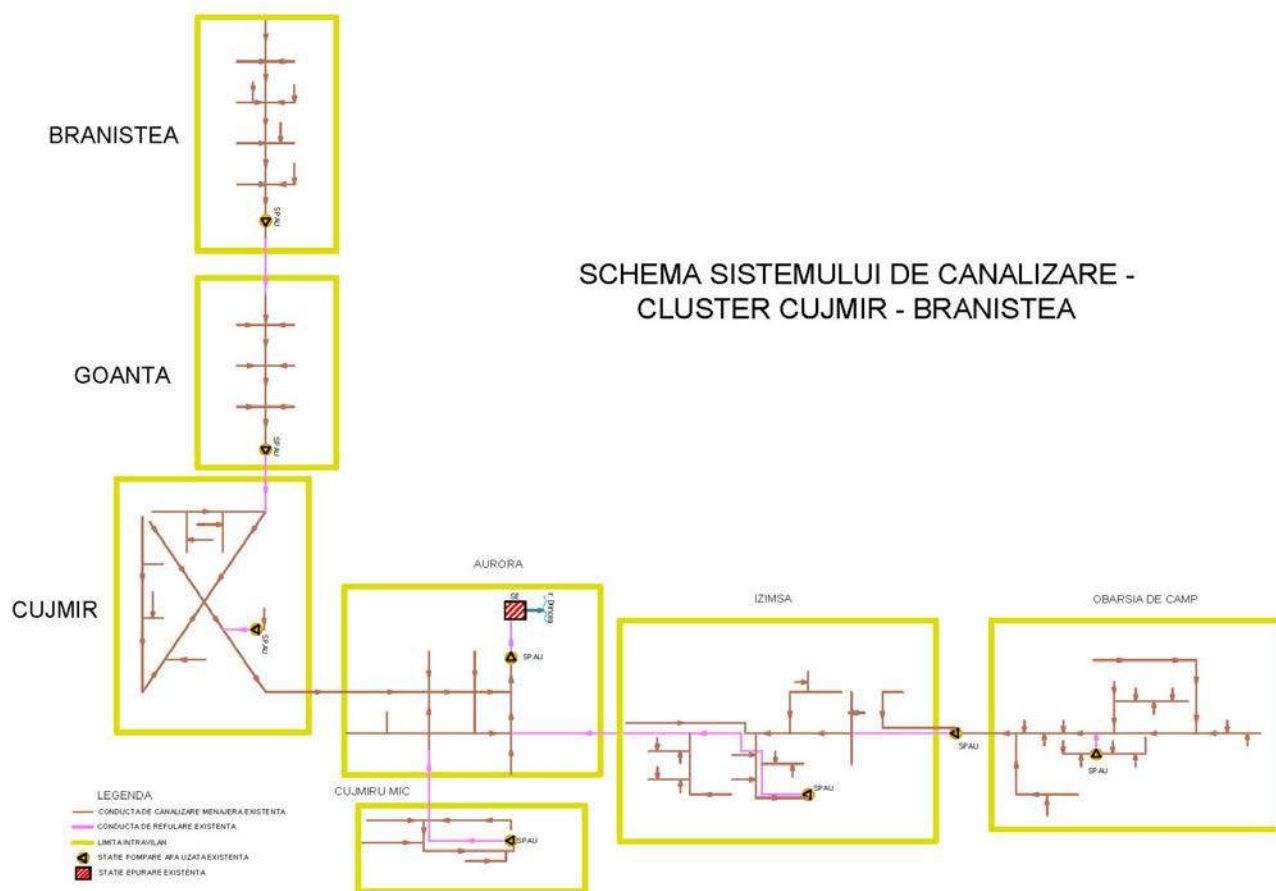 BRANISTEA
SPAU
SCHEMA SISTEMULUI DE CANALIZARE -
CLUSTER CUJMIR - BRANISTEA
GOANTA
SPAU
CUJMIR
SPAU
AURORA
SE
SPAU
IZIMSA
SPAU
OBARSIA DE CAMP
SPAU
SPAU
CUJMIRU MIC
SPAU
LEGENDA
CONDUCTA DE CANALIZARE MENAJERA EXISTENTA
CONDUCTA DE REFULARE EXISTENTA
LIMITA INTRAVILAN
STATIE POMPARE APA UZATA EXISTENTA
STATIE EPURARE EXISTENTA